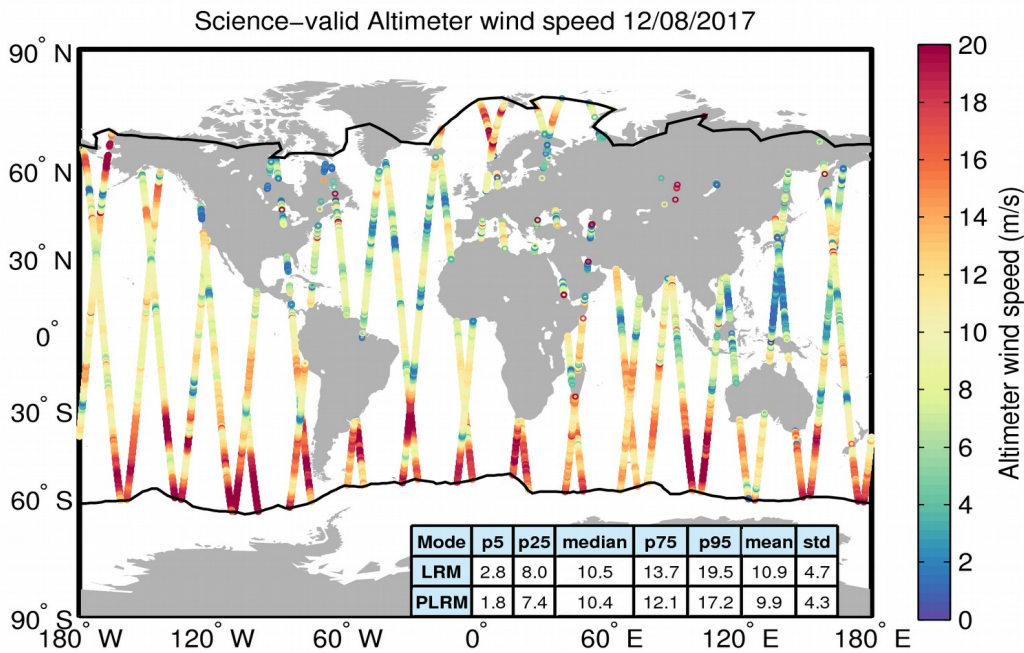 Science-valid Altimeter wind speed 12/08/2017
90° N
60° N
30° N
0°
30° S
60° S
90° S
180° W
120° W
60° W
0°
60° E
120° E
180° E
Mode p5 p25 median p75 p95 mean std
LRM 2.8 8.0 10.5 13.7 19.5 10.9 4.7
PLRM 1.8 7.4 10.4 12.1 17.2 9.9 4.3
20
18
16
14
12
10
8
6
4
2
0
Altimeter wind speed (m/s)